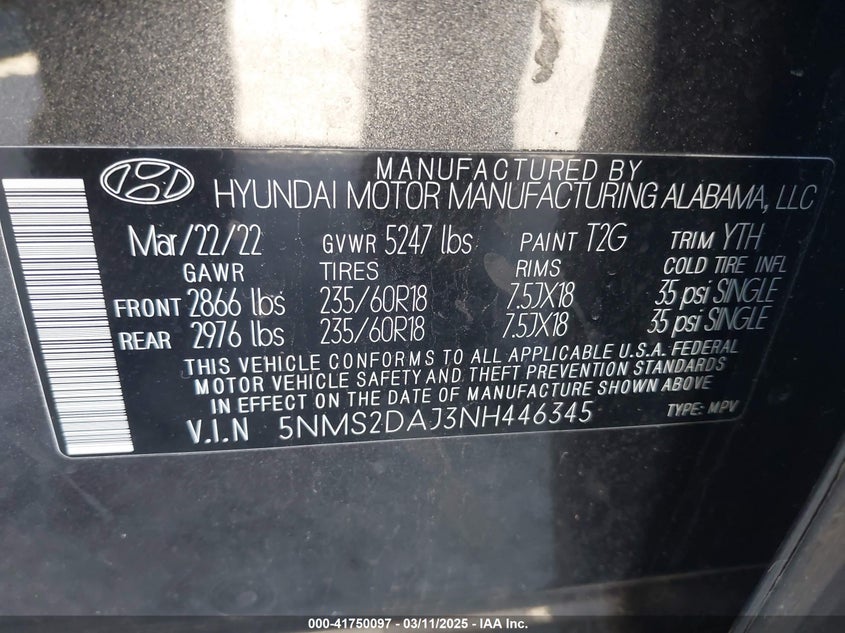 MANUFACTURED BY
HYUNDAI MOTOR MANUFACTURING ALABAMA, LLC
Mar/22/22 GVWR 5247 lbs PAINT T2G TRIM YTH
GAWR TIRES RIMS COLD TIRE INFL
FRONT 2866 lbs 235/60R18 7.5JX18 35 psi SINGLE
REAR 2976 lbs 235/60R18 7.5JX18 35 psi SINGLE
THIS VEHICLE CONFORMS TO ALL APPLICABLE U.S.A. FEDERAL
MOTOR VEHICLE SAFETY AND THEFT PREVENTION STANDARDS
IN EFFECT ON THE DATE OF MANUFACTURE SHOWN ABOVE
V.I.N 5NMS2DAJ3NH446345 TYPE: MPV
000-41750097 - 03/11/2025 - IAA Inc.